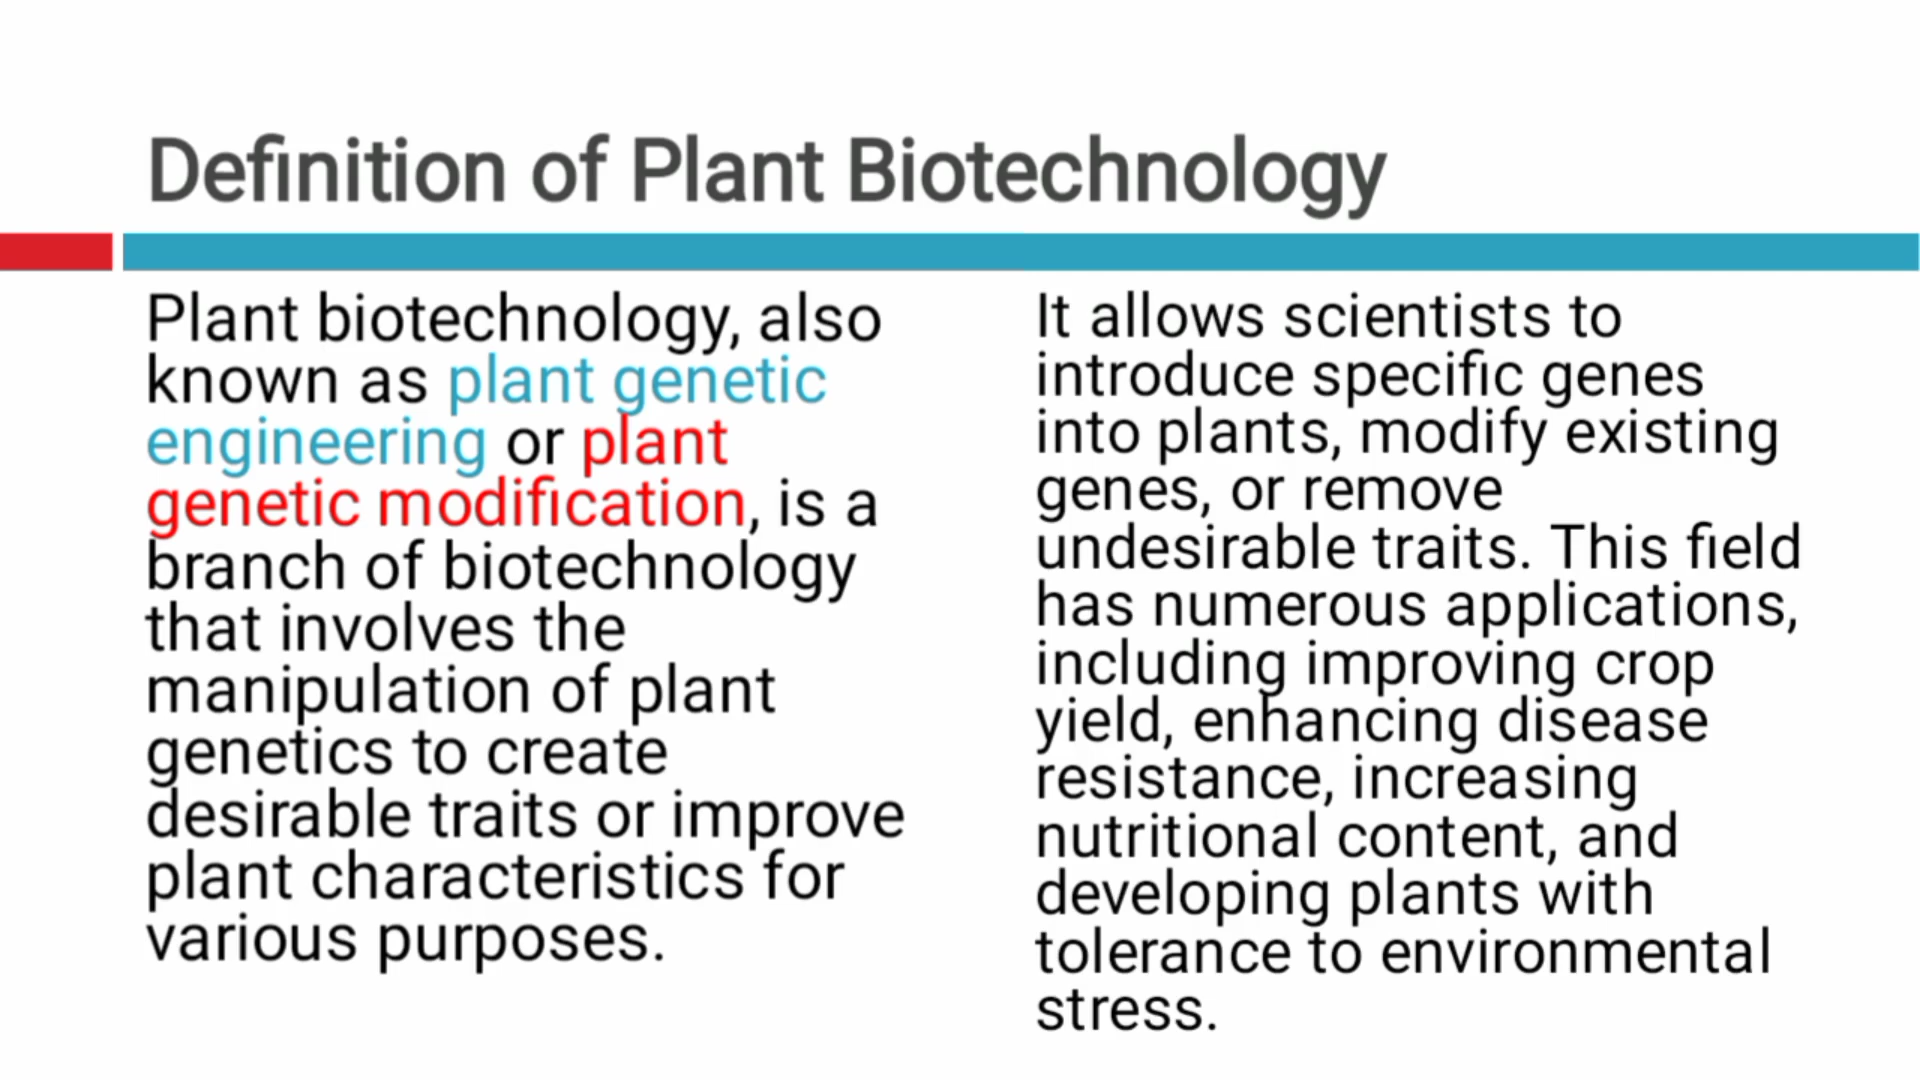 Definition of Plant Biotechnology
Plant biotechnology, also
known as plant genetic
engineering or plant
genetic modification, is a
branch of biotechnology
that involves the
manipulation of plant
genetics to create
desirable traits or improve
plant characteristics for
various purposes.
It allows scientists to
introduce specific genes
into plants, modify existing
genes, or remove
undesirable traits. This field
has numerous applications,
including improving crop
yield, enhancing disease
resistance, increasing
nutritional content, and
developing plants with
tolerance to environmental
stress.